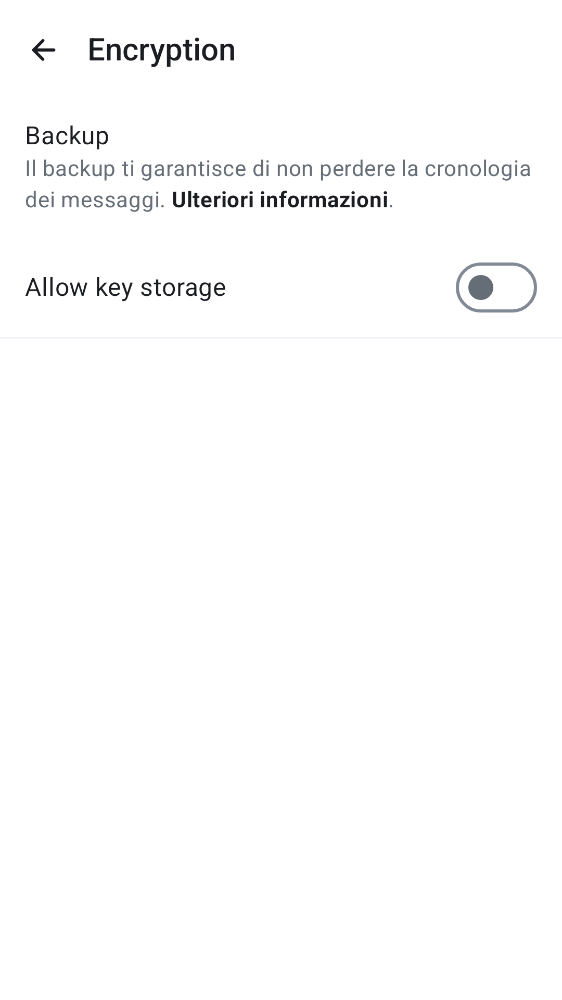 Encryption
Backup
Il backup ti garantisce di non perdere la cronologia
dei messaggi. Ulteriori informazioni.
Allow key storage